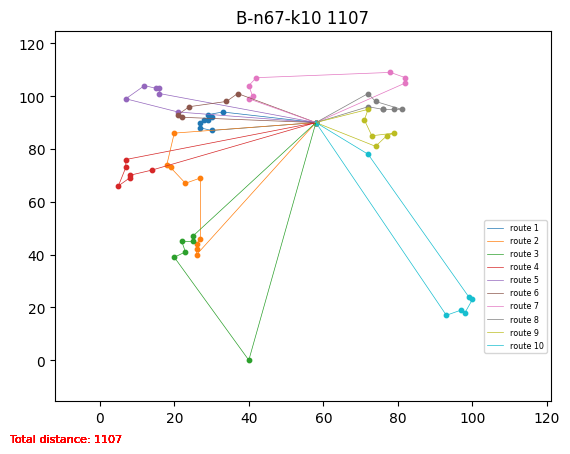 B-n67-k10 1107
120
100
80
60
40
20
0
route 1
route 2
route 3
route 4
route 5
route 6
route 7
route 8
route 9
route 10
0 20 40 60 80 100 120
Total distance: 1107